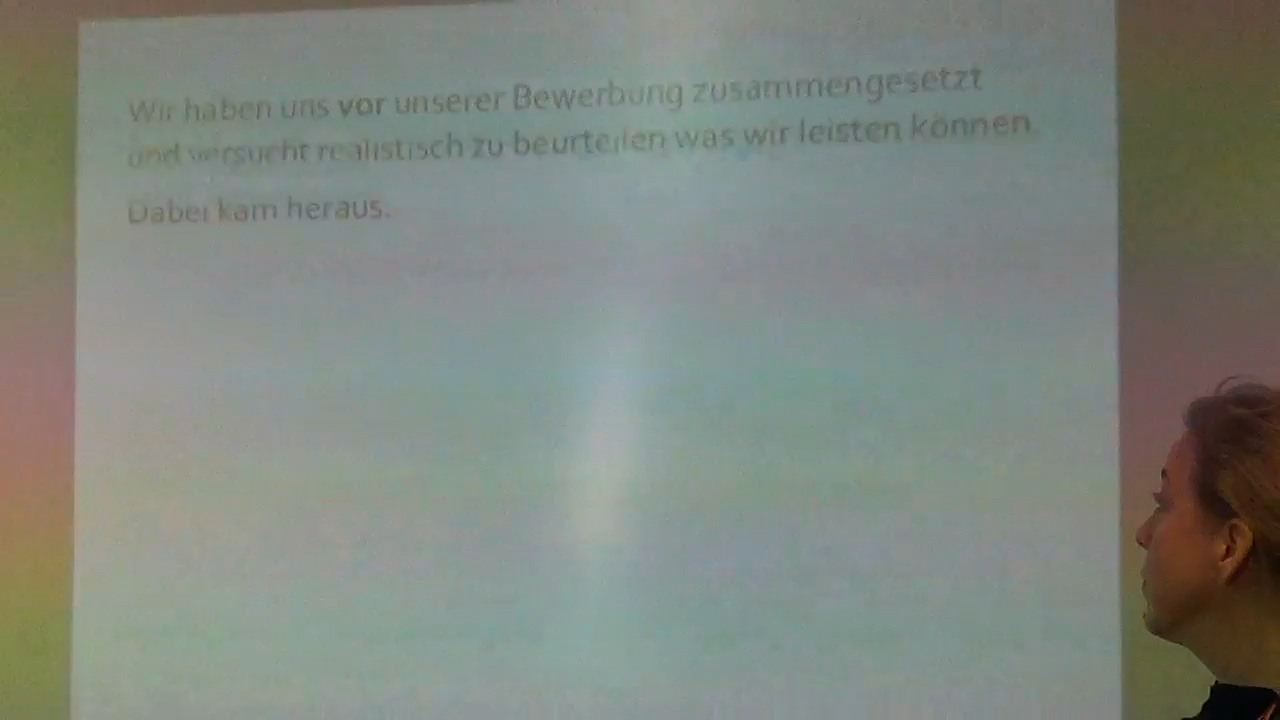 Wir haben uns vor unserer Bewerbung zusammengesetzt
und versucht realistisch zu beurteilen was wir leisten können.
Dabei kam heraus.